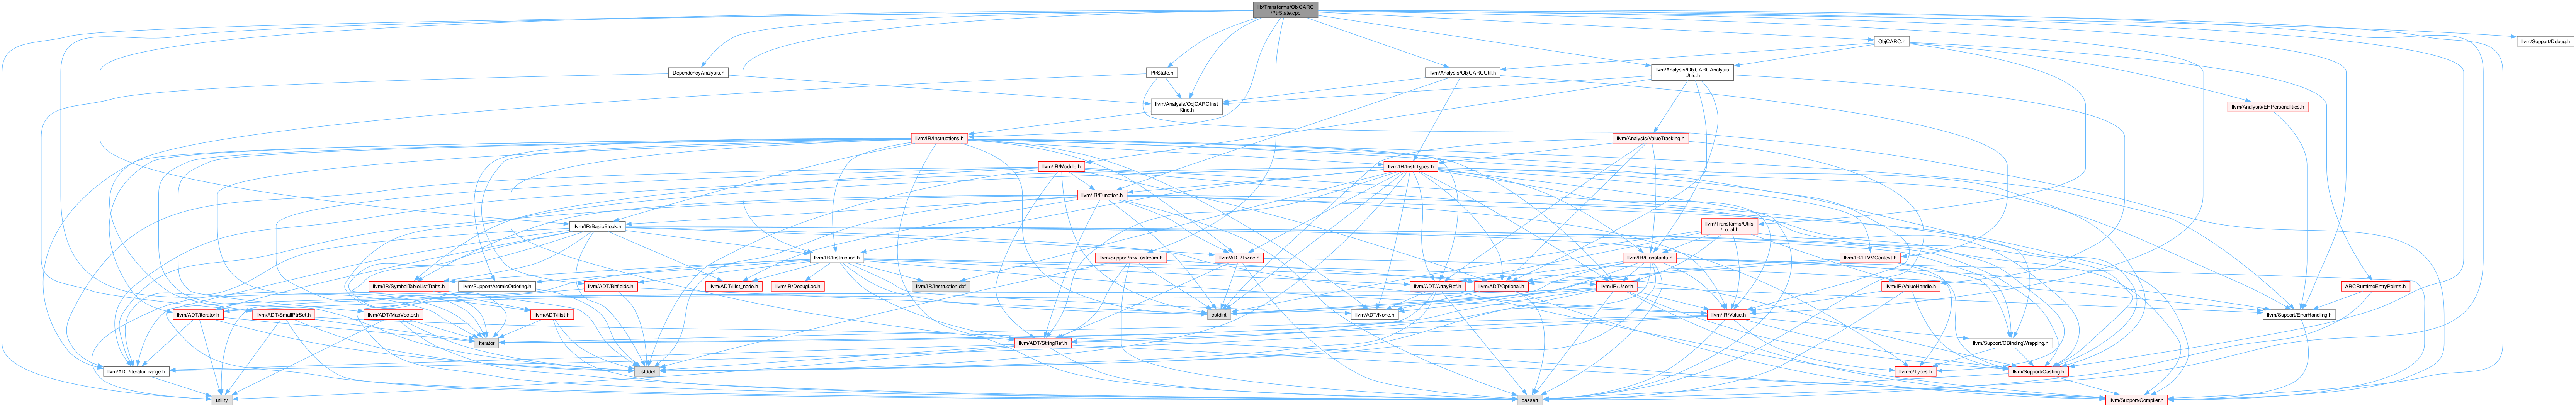 lib/Transforms/ObjCARC
/PtrState.cpp
ObjCARC.h
llvm/Support/Debug.h
DependencyAnalysis.h
PtrState.h
llvm/Analysis/ObjCARCUtil.h
llvm/Analysis/ObjCARCAnalysis
Utils.h
llvm/Analysis/ObjCARCInst
Kind.h
llvm/Analysis/EHPersonalities.h
llvm/IR/Instructions.h
llvm/Analysis/ValueTracking.h
llvm/IR/Module.h
llvm/IR/InstrTypes.h
llvm/IR/Function.h
llvm/IR/BasicBlock.h
llvm/Transforms/Utils
/Local.h
llvm/IR/Instruction.h
llvm/Support/raw_ostream.h
llvm/ADT/Twine.h
llvm/IR/Constants.h
llvm/IR/LLVMContext.h
llvm/IR/SymbolTableListTraits.h
llvm/Support/AtomicOrdering.h
llvm/ADT/Bitfields.h
llvm/ADT/ilist_node.h
llvm/IR/DebugLoc.h
llvm/IR/Instruction.def
llvm/ADT/ArrayRef.h
llvm/ADT/Optional.h
llvm/IR/User.h
llvm/IR/ValueHandle.h
ARCRuntimeEntryPoints.h
llvm/ADT/iterator.h
llvm/ADT/SmallPtrSet.h
llvm/ADT/MapVector.h
llvm/ADT/ilist.h
cstdint
llvm/ADT/None.h
llvm/IR/Value.h
llvm/Support/ErrorHandling.h
iterator
llvm/ADT/StringRef.h
llvm/Support/CBindingWrapping.h
llvm/ADT/iterator_range.h
cstddef
llvm-c/Types.h
llvm/Support/Casting.h
utility
cassert
llvm/Support/Compiler.h